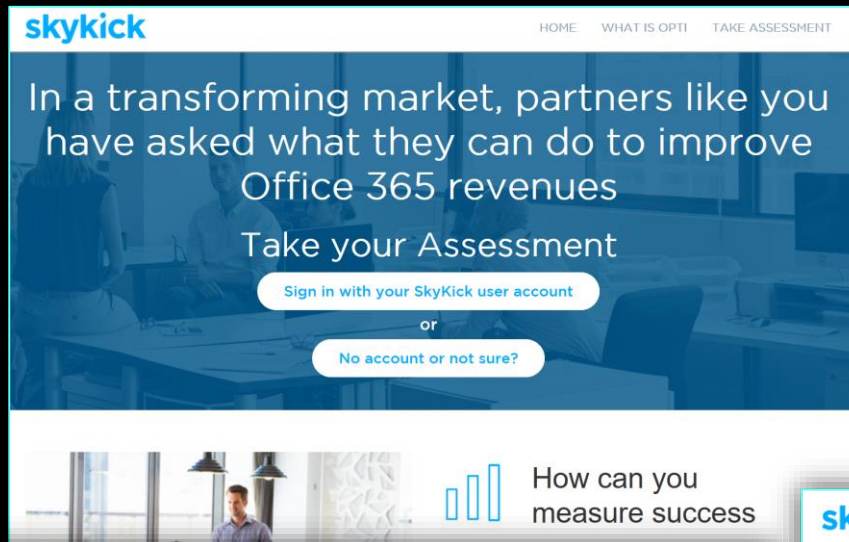 skykick
HOME WHAT IS OPTI TAKE ASSESSMENT
In a transforming market, partners like you
have asked what they can do to improve
Office 365 revenues
Take your Assessment
Sign in with your SkyKick user account
or
No account or not sure?
How can you
measure success
sk